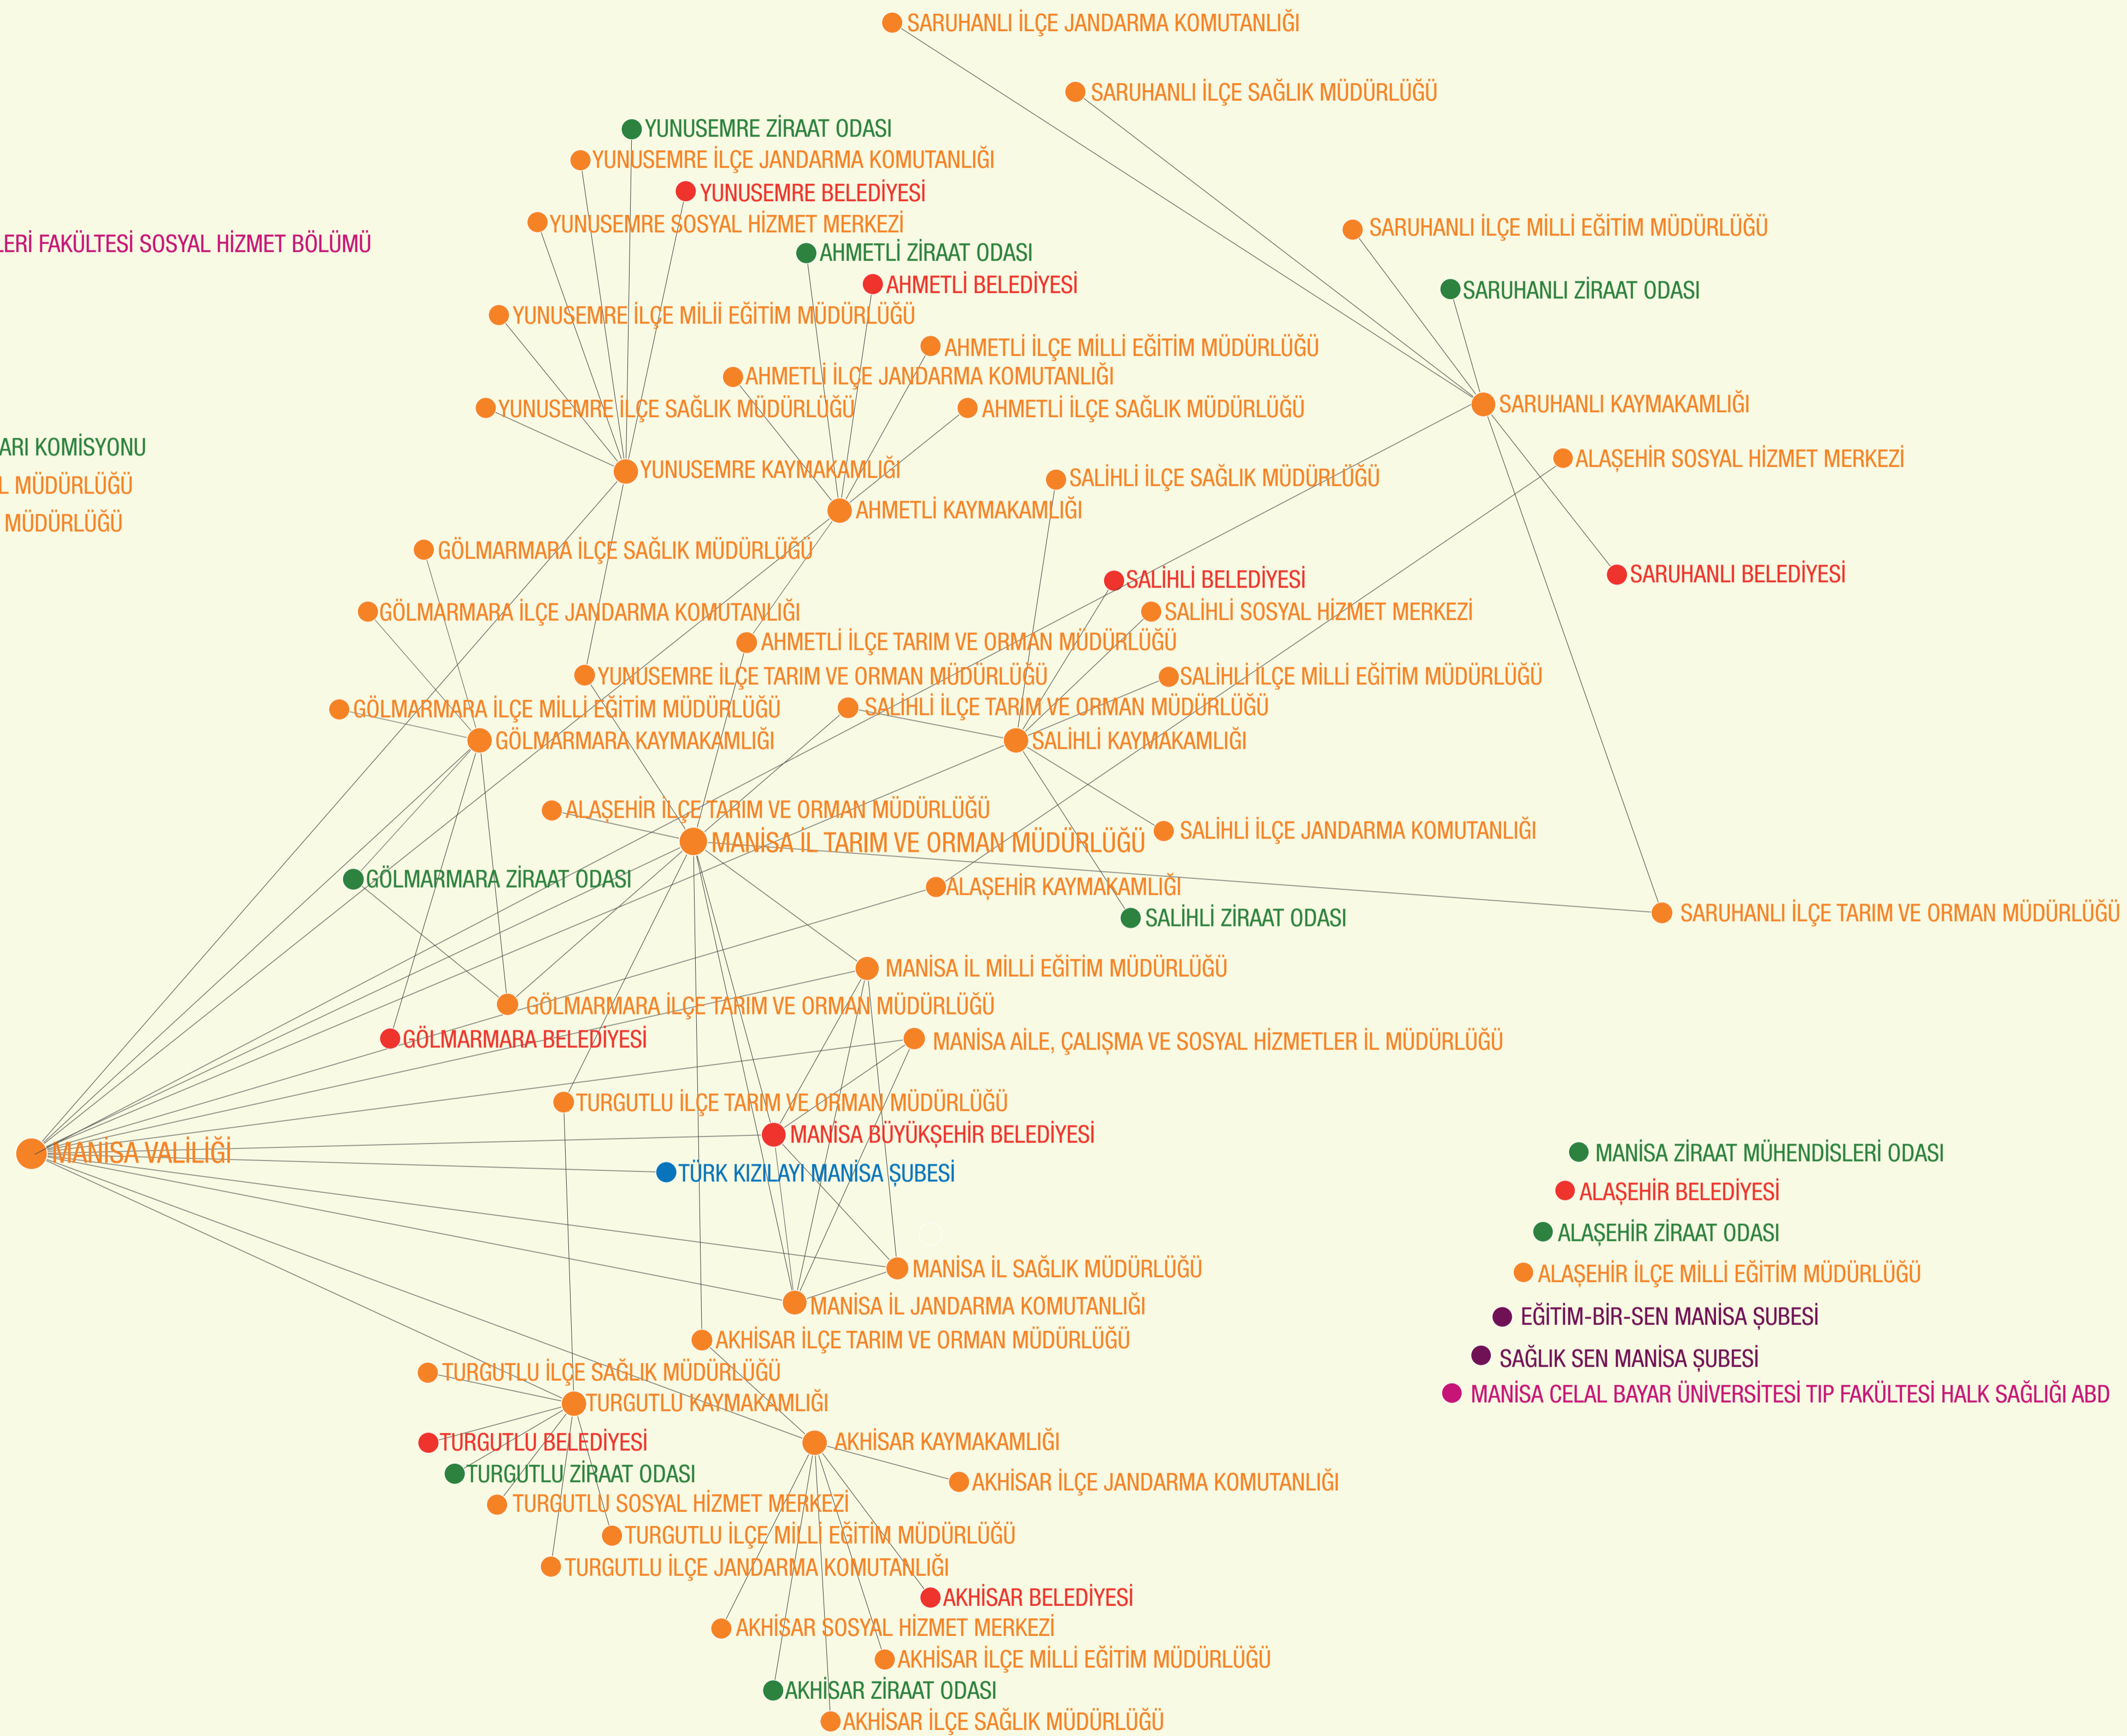 SARUHANLI İLÇE JANDARMA KOMUTANLIĞI
SARUHANLI İLÇE SAĞLIK MÜDÜRLÜĞÜ
YUNUSEMRE ZİRAAT ODASI
YUNUSEMRE İLÇE JANDARMA KOMUTANLIĞI
YUNUSEMRE BELEDİYESİ
YUNUSEMRE SOSYAL HİZMET MERKEZİ
SARUHANLI İLÇE MİLLİ EĞİTİM MÜDÜRLÜĞÜ
LERİ FAKÜLTESİ SOSYAL HİZMET BÖLÜMÜ
AHMETLİ ZİRAAT ODASI
AHMETLİ BELEDİYESİ
SARUHANLI ZİRAAT ODASI
YUNUSEMRE İLÇE MİLİİ EĞİTİM MÜDÜRLÜĞÜ
AHMETLİ İLÇE MİLLİ EĞİTİM MÜDÜRLÜĞÜ
AHMETLİ İLÇE JANDARMA KOMUTANLIĞI
YUNUSEMRE İLÇE SAĞLIK MÜDÜRLÜĞÜ
AHMETLİ İLÇE SAĞLIK MÜDÜRLÜĞÜ
SARUHANLI KAYMAKAMLIĞI
ARI KOMİSYONU
ALAŞEHİR SOSYAL HİZMET MERKEZİ
YUNUSEMRE KAYMAKAMLIĞI
SALİHLİ İLÇE SAĞLIK MÜDÜRLÜĞÜ
L MÜDÜRLÜĞÜ
AHMETLİ KAYMAKAMLIĞI
MÜDÜRLÜĞÜ
GÖLMARMARA İLÇE SAĞLIK MÜDÜRLÜĞÜ
SALİHLİ BELEDİYESİ
SARUHANLI BELEDİYESİ
GÖLMARMARA İLÇE JANDARMA KOMUTANLIĞI
SALİHLİ SOSYAL HİZMET MERKEZİ
AHMETLİ İLÇE TARIM VE ORMAN MÜDÜRLÜĞÜ
YUNUSEMRE İLÇE TARIM VE ORMAN MÜDÜRLÜĞÜ
SALİHLİ İLÇE MİLLİ EĞİTİM MÜDÜRLÜĞÜ
GÖLMARMARA İLÇE MİLLİ EĞİTİM MÜDÜRLÜĞÜ
SALİHLİ İLÇE TARIM VE ORMAN MÜDÜRLÜĞÜ
GÖLMARMARA KAYMAKAMLIĞI
SALİHLİ KAYMAKAMLIĞI
ALAŞEHİR İLÇE TARIM VE ORMAN MÜDÜRLÜĞÜ
SALİHLİ İLÇE JANDARMA KOMUTANLIĞI
MANİSA İL TARIM VE ORMAN MÜDÜRLÜĞÜ
GÖLMARMARA ZİRAAT ODASI
ALAŞEHİR KAYMAKAMLIĞI
SARUHANLI İLÇE TARIM VE ORMAN MÜDÜRLÜĞÜ
SALİHLİ ZİRAAT ODASI
MANİSA İL MİLLİ EĞİTİM MÜDÜRLÜĞÜ
GÖLMARMARA İLÇE TARIM VE ORMAN MÜDÜRLÜĞÜ
GÖLMARMARA BELEDİYESİ
MANİSA AİLE, ÇALIŞMA VE SOSYAL HİZMETLER İL MÜDÜRLÜĞÜ
TURGUTLU İLÇE TARIM VE ORMAN MÜDÜRLÜĞÜ
MANİSA BÜYÜKŞEHİR BELEDİYESİ
MANİSA VALİLİĞİ
MANİSA ZİRAAT MÜHENDİSLERİ ODASI
TÜRK KIZILAYI MANİSA ŞUBESİ
ALAŞEHİR BELEDİYESİ
ALAŞEHİR ZİRAAT ODASI
MANİSA İL SAĞLIK MÜDÜRLÜĞÜ
ALAŞEHİR İLÇE MİLLİ EĞİTİM MÜDÜRLÜĞÜ
MANİSA İL JANDARMA KOMUTANLIĞI
EĞİTİM-BİR-SEN MANİSA ŞUBESİ
AKHİSAR İLÇE TARIM VE ORMAN MÜDÜRLÜĞÜ
SAĞLIK SEN MANİSA ŞUBESİ
TURGUTLU İLÇE SAĞLIK MÜDÜRLÜĞÜ
MANİSA CELAL BAYAR ÜNİVERSİTESİ TIP FAKÜLTESİ HALK SAĞLIĞI ABD
TURGUTLU KAYMAKAMLIĞI
TURGUTLU BELEDİYESİ
AKHİSAR KAYMAKAMLIĞI
TURGUTLU ZİRAAT ODASI
AKHİSAR İLÇE JANDARMA KOMUTANLIĞI
TURGUTLU SOSYAL HİZMET MERKEZİ
TURGUTLU İLÇE MİLLİ EĞİTİM MÜDÜRLÜĞÜ
TURGUTLU İLÇE JANDARMA KOMUTANLIĞI
AKHİSAR BELEDİYESİ
AKHİSAR SOSYAL HİZMET MERKEZİ
AKHİSAR İLÇE MİLLİ EĞİTİM MÜDÜRLÜĞÜ
AKHİSAR ZİRAAT ODASI
AKHİSAR İLÇE SAĞLIK MÜDÜRLÜĞÜ